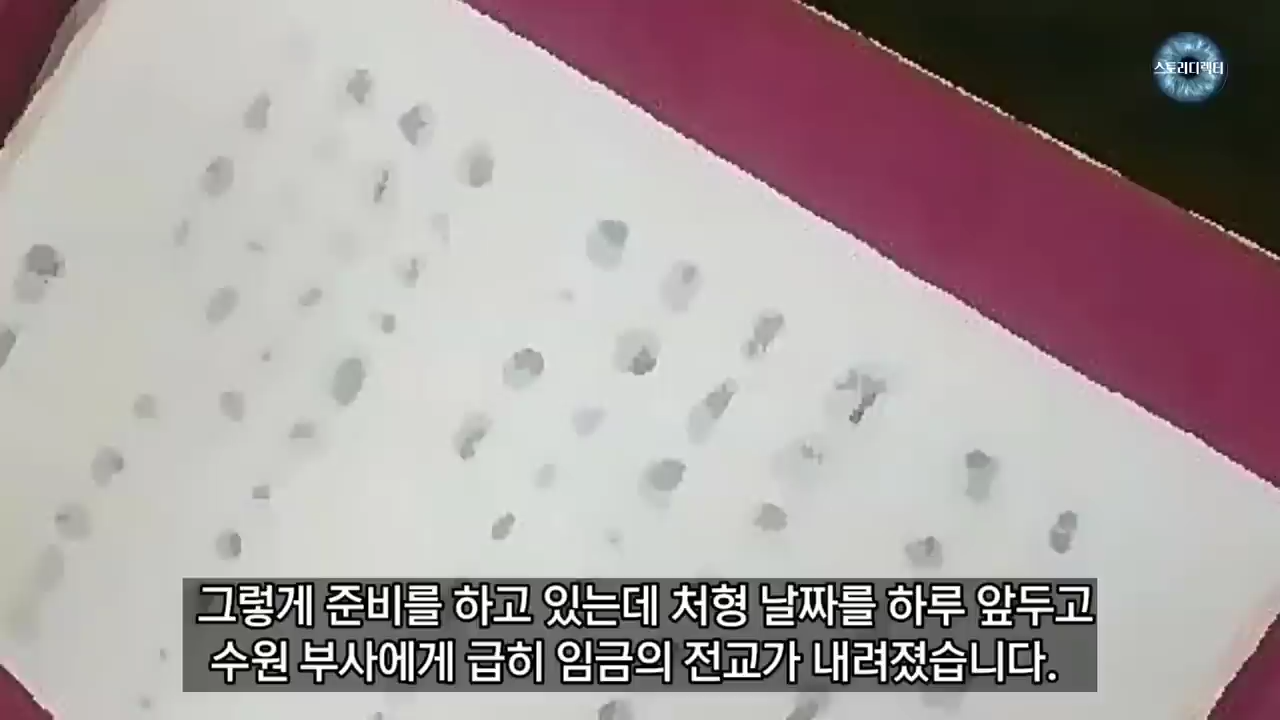 스토리디렉터
그렇게 준비를 하고 있는데 처형 날짜를 하루 앞두고
수원 부사에게 급히 임금의 전교가 내려졌습니다.